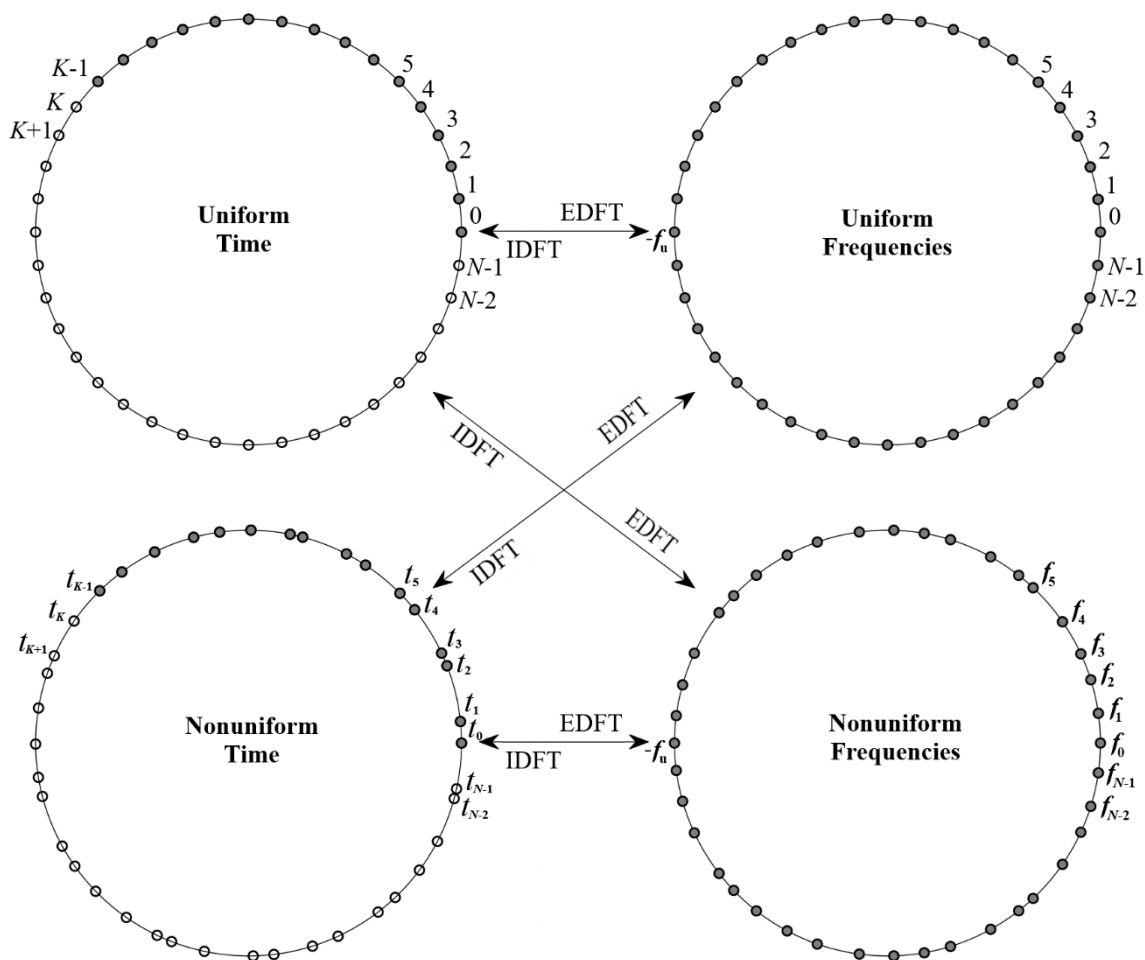 5
4
3
2
1
0
N-1
N-2
K-1
K
K+1
Uniform
Time
EDFT
IDFT
5
4
3
2
1
0
N-1
N-2
-fu
Uniform
Frequencies
IDFT
EDFT
IDFT
EDFT
t5
t4
t3
t2
t1
t0
tN-1
tN-2
tK-1
tK
tK+1
Nonuniform
Time
EDFT
IDFT
f5
f4
f3
f2
f1
f0
fN-1
fN-2
-fu
Nonuniform
Frequencies